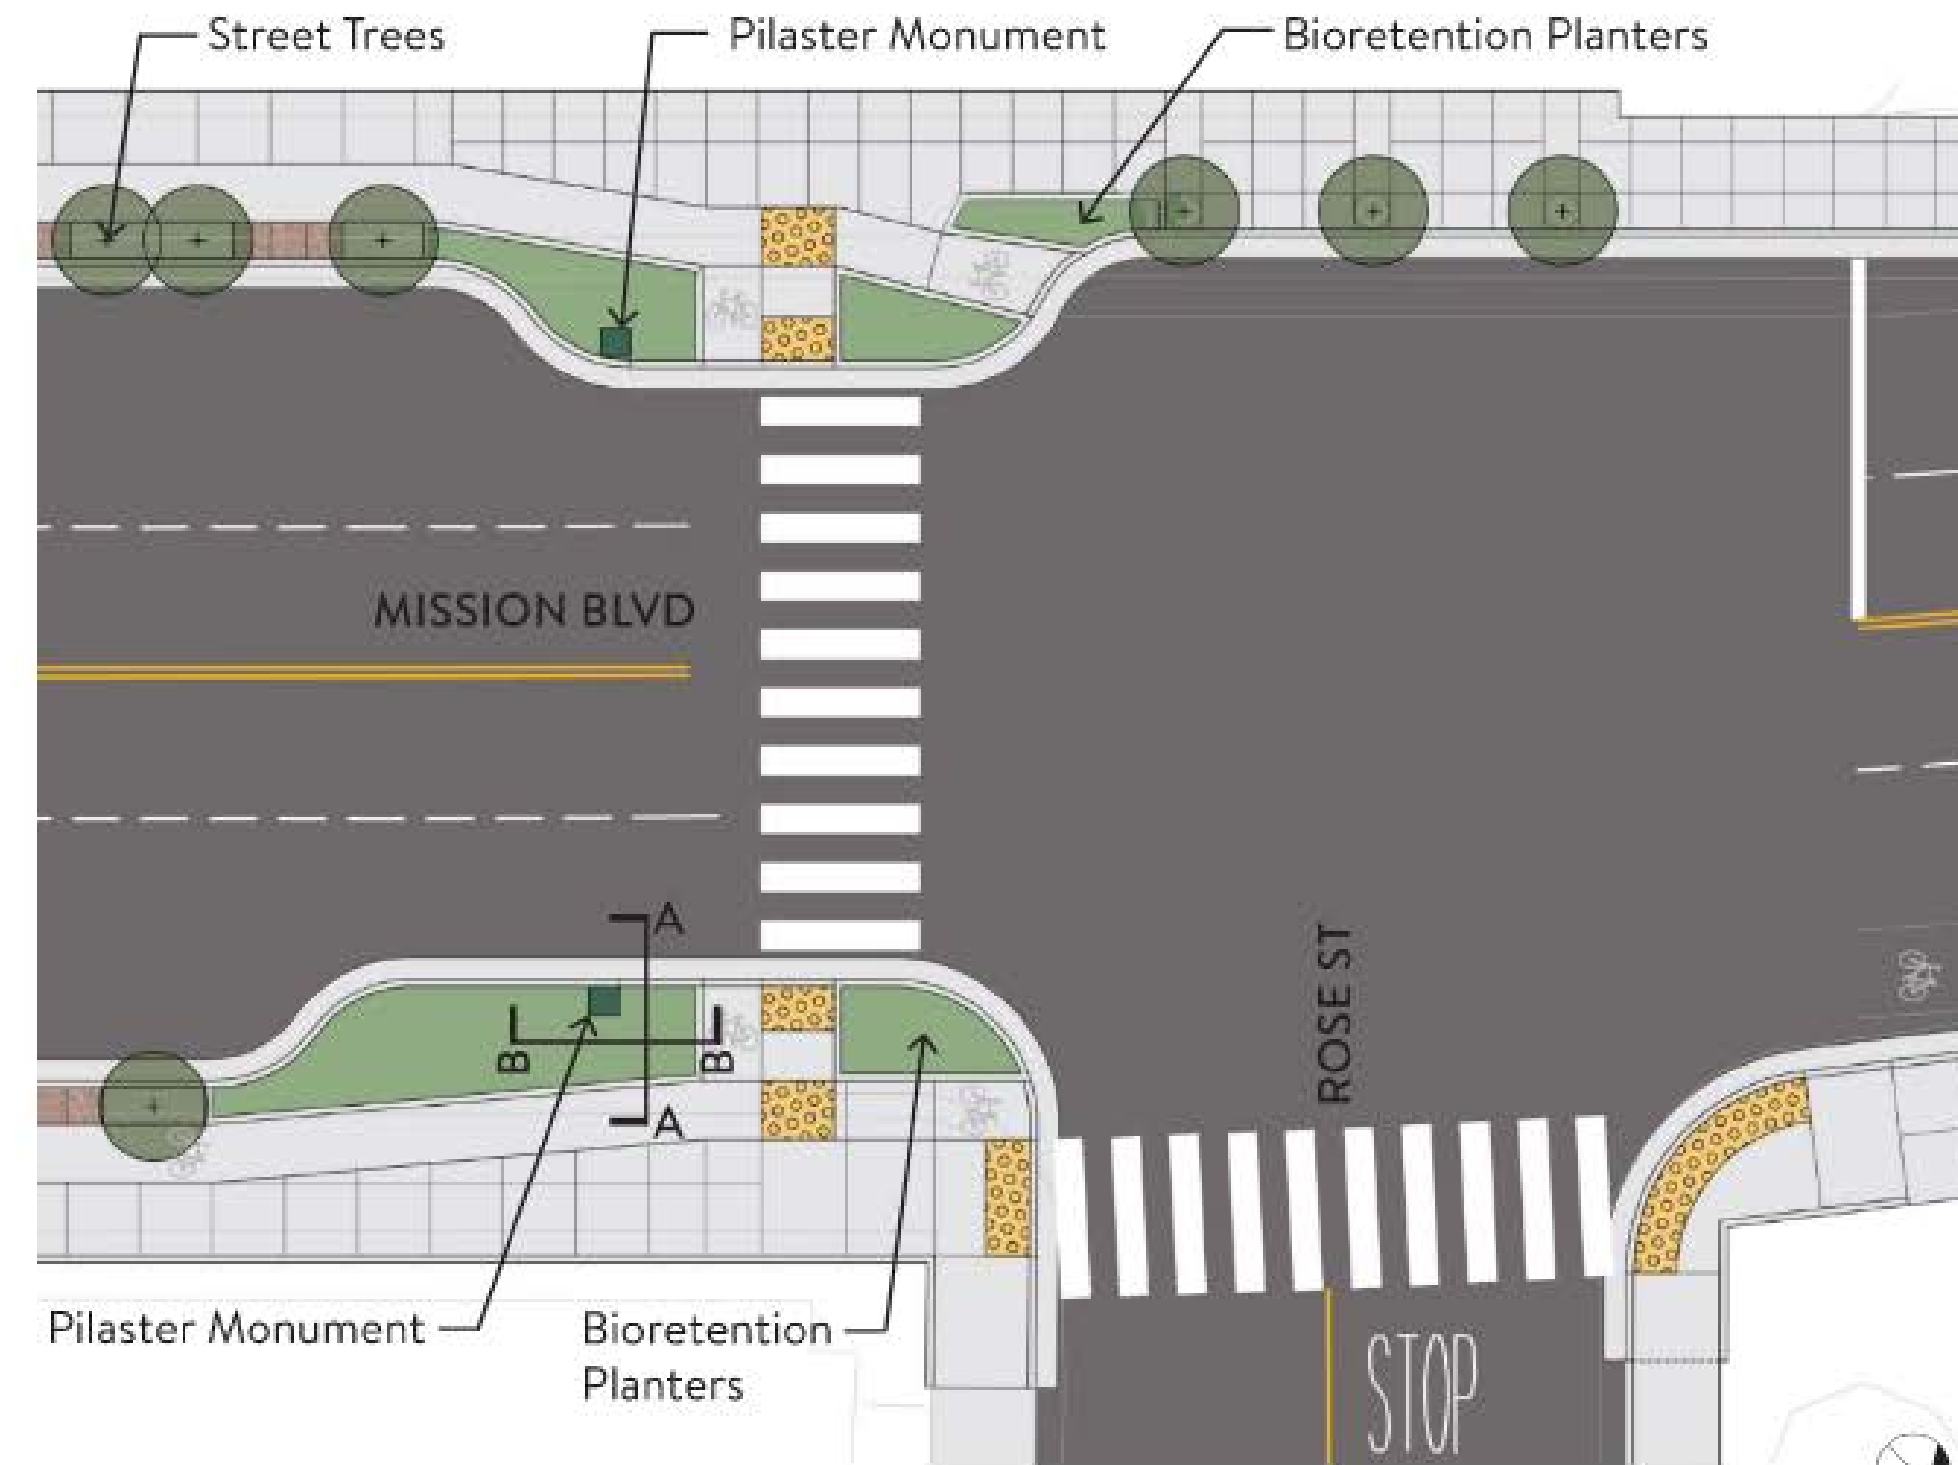 Street Trees
Pilaster Monument
Bioretention Planters
MISSION BLVD
A
B
B
A
ROSE ST
Pilaster Monument
Bioretention
Planters
STOP